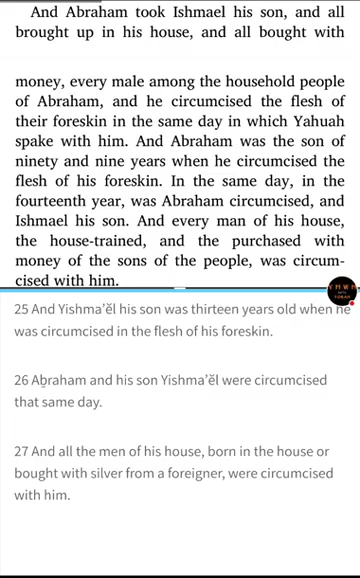 And Abraham took Ishmael his son, and all
brought up in his house, and all bought with
money, every male among the household people
of Abraham, and he circumcised the flesh of
their foreskin in the same day in which Yahuah
spake with him. And Abraham was the son of
ninety and nine years when he circumcised the
flesh of his foreskin. In the same day, in the
fourteenth year, was Abraham circumcised, and
Ishmael his son. And every man of his house,
the house-trained, and the purchased with
money of the sons of the people, was circum-
cised with him.
25 And Yishma’ĕl his son was thirteen years old when he
was circumcised in the flesh of his foreskin.
26 Aḇraham and his son Yishma’ĕl were circumcised
that same day.
27 And all the men of his house, born in the house or
bought with silver from a foreigner, were circumcised
with him.